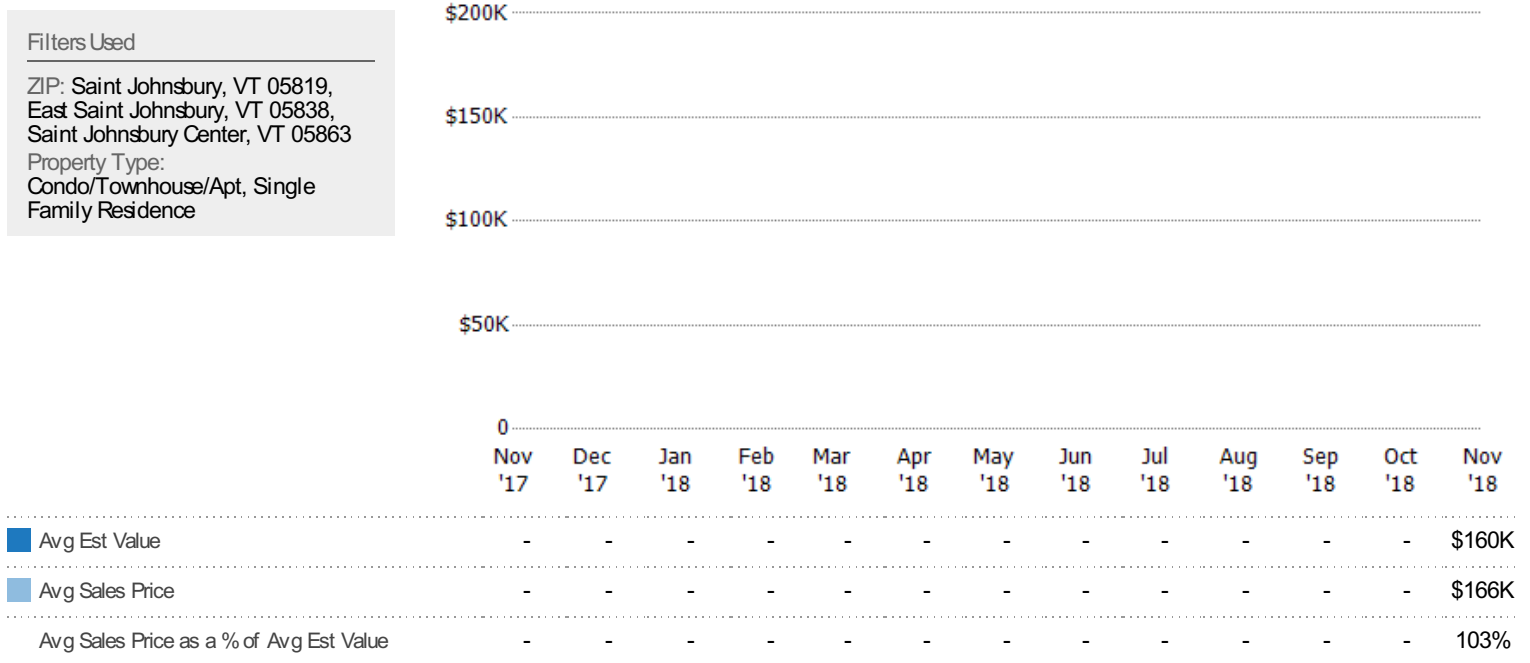 Filters Used
ZIP: Saint Johnsbury, VT 05819,
East Saint Johnsbury, VT 05838,
Saint Johnsbury Center, VT 05863
Property Type:
Condo/Townhouse/Apt, Single
Family Residence
$200K
$150K
$100K
$50K
0
Nov Dec Jan Feb Mar Apr May Jun Jul Aug Sep Oct Nov
'17 '17 '18 '18 '18 '18 '18 '18 '18 '18 '18 '18 '18
Avg Est Value - - - - - - - - - - - - $160K
Avg Sales Price - - - - - - - - - - - - $166K
Avg Sales Price as a % of Avg Est Value - - - - - - - - - - - - 103%